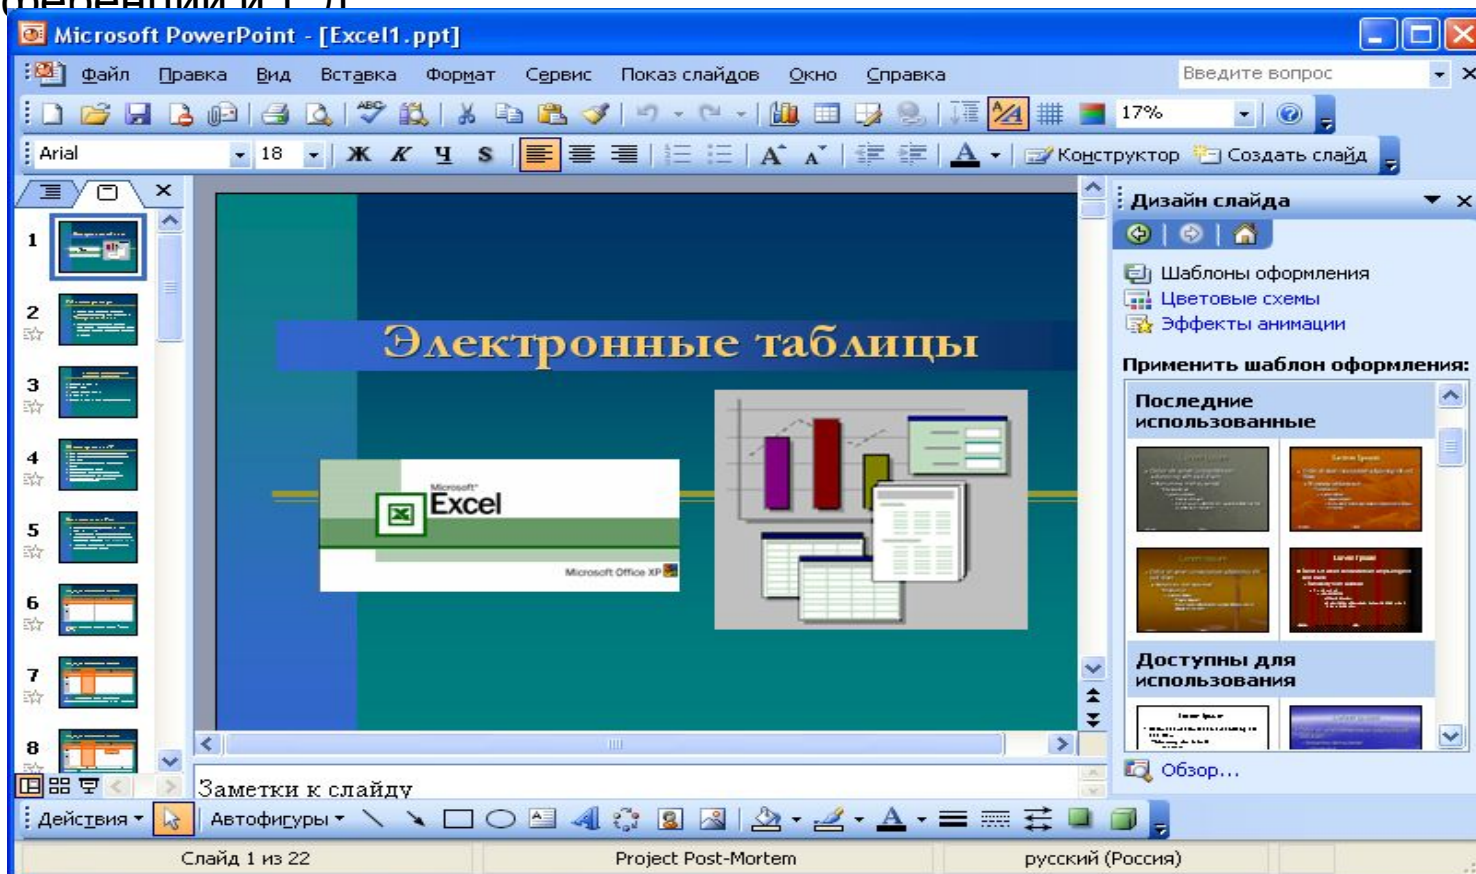 ференции и т. д.
Microsoft PowerPoint - [Excel1.ppt]
Файл Правка Вид Вставка Формат Сервис Показ слайдов Окно Справка Введите вопрос
17%
Arial 18 Ж К Ч S Конструктор Создать слайд
Дизайн слайда
Шаблоны оформления
Цветовые схемы
Эффекты анимации
Применить шаблон оформления:
Последние
использованные
Доступны для
использования
Обзор...
1
2
3
4
5
6
7
8
Электронные таблицы
Microsoft
Excel
Microsoft Office XP
Заметки к слайду
Действия Автофигуры
Слайд 1 из 22 Project Post-Mortem русский (Россия)